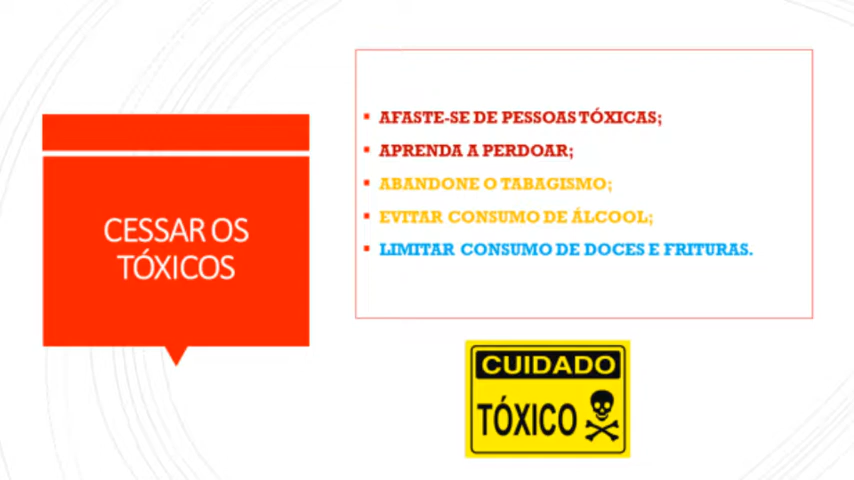 CESSAR OS
TÓXICOS
AFASTE-SE DE PESSOAS TÓXICAS;
APRENDA A PERDOAR;
ABANDONE O TABAGISMO;
EVITAR CONSUMO DE ÁLCOOL;
LIMITAR CONSUMO DE DOCES E FRITURAS.
CUIDADO
TÓXICO